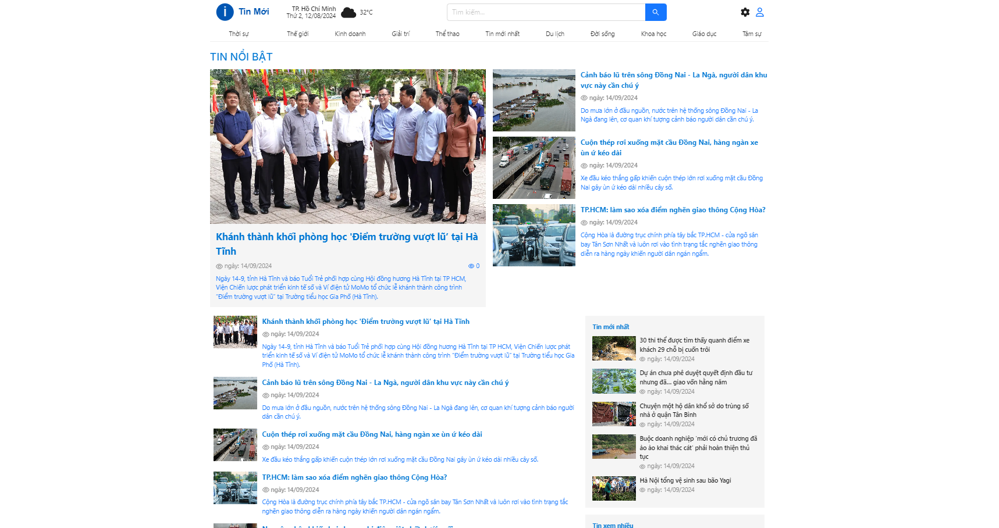 i Tin Mới
TP. Hồ Chí Minh
Thứ 2, 12/08/2024
32°C
Tìm kiếm...
Thời sự Thế giới Kinh doanh Giải trí Thể thao Tin mới nhất Du lịch Đời sống Khoa học Giáo dục Tâm sự
TIN NỔI BẬT
Khánh thành khối phòng học 'Điểm trường vượt lũ’ tại Hà
Tĩnh
ngày: 14/09/2024
0
Ngày 14-9, tỉnh Hà Tĩnh và báo Tuổi Trẻ phối hợp cùng Hội đồng hương Hà Tĩnh tại TP HCM,
Viện Chiến lược phát triển kinh tế số và Ví điện tử MoMo tổ chức lễ khánh thành công trình
“Điểm trường vượt lũ” tại Trường tiểu học Gia Phố (Hà Tĩnh).
Cảnh báo lũ trên sông Đồng Nai - La Ngà, người dân khu
vực này cần chú ý
ngày: 14/09/2024
Do mưa lớn ở đầu nguồn, nước trên hệ thống sông Đồng Nai - La
Ngà đang lên, cơ quan khí tượng cảnh báo người dân cần chú ý.
Cuộn thép rơi xuống mặt cầu Đồng Nai, hàng ngàn xe
ùn ứ kéo dài
ngày: 14/09/2024
Xe đầu kéo thắng gấp khiến cuộn thép lớn rơi xuống mặt cầu Đồng
Nai gây ùn ứ kéo dài nhiều cây số.
TP.HCM: làm sao xóa điểm nghẽn giao thông Cộng Hòa?
ngày: 14/09/2024
Cộng Hòa là đường trục chính phía tây bắc TP.HCM - cửa ngõ sân
bay Tân Sơn Nhất và luôn rơi vào tình trạng tắc nghẽn giao thông
diễn ra hàng ngày khiến người dân ngán ngẩm.
Khánh thành khối phòng học 'Điểm trường vượt lũ’ tại Hà Tĩnh
ngày: 14/09/2024
Ngày 14-9, tỉnh Hà Tĩnh và báo Tuổi Trẻ phối hợp cùng Hội đồng hương Hà Tĩnh tại TP HCM, Viện Chiến lược phát
triển kinh tế số và Ví điện tử MoMo tổ chức lễ khánh thành công trình “Điểm trường vượt lũ” tại Trường tiểu học Gia
Phố (Hà Tĩnh).
Cảnh báo lũ trên sông Đồng Nai - La Ngà, người dân khu vực này cần chú ý
ngày: 14/09/2024
Do mưa lớn ở đầu nguồn, nước trên hệ thống sông Đồng Nai - La Ngà đang lên, cơ quan khí tượng cảnh báo người
dân cần chú ý.
Cuộn thép rơi xuống mặt cầu Đồng Nai, hàng ngàn xe ùn ứ kéo dài
ngày: 14/09/2024
Xe đầu kéo thắng gấp khiến cuộn thép lớn rơi xuống mặt cầu Đồng Nai gây ùn ứ kéo dài nhiều cây số.
TP.HCM: làm sao xóa điểm nghẽn giao thông Cộng Hòa?
ngày: 14/09/2024
Cộng Hòa là đường trục chính phía tây bắc TP.HCM - cửa ngõ sân bay Tân Sơn Nhất và luôn rơi vào tình trạng tắc
nghẽn giao thông diễn ra hàng ngày khiến người dân ngán ngẩm.
Tin mới nhất
30 thi thể được tìm thấy quanh điểm xe
khách 29 chỗ bị cuốn trôi
ngày: 14/09/2024
Dự án chưa phê duyệt quyết định đầu tư
nhưng đã... giao vốn hằng năm
ngày: 14/09/2024
Chuyện một hộ dân khổ sở do trùng số
nhà ở quận Tân Bình
ngày: 14/09/2024
Buộc doanh nghiệp 'mới có chủ trương đã
ào ào khai thác cát' phải hoàn thiện thủ
tục
ngày: 14/09/2024
Hà Nội tổng vệ sinh sau bão Yagi
ngày: 14/09/2024
Tin xem nhiều